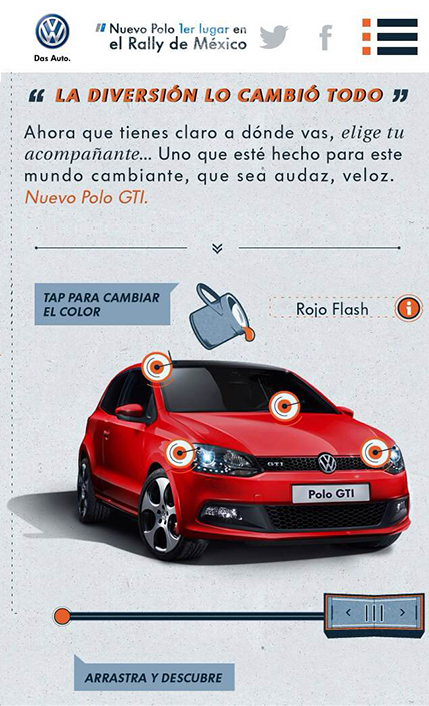 Das Auto.
Nuevo Polo 1er lugar en
el Rally de México
“ LA DIVERSIÓN LO CAMBIÓ TODO ”
Ahora que tienes claro a dónde vas, elige tu
acompañante... Uno que esté hecho para este
mundo cambiante, que sea audaz, veloz.
Nuevo Polo GTI.
TAP PARA CAMBIAR
EL COLOR
Rojo Flash
i
GTI
Polo GTI
ARRASTRA Y DESCUBRE